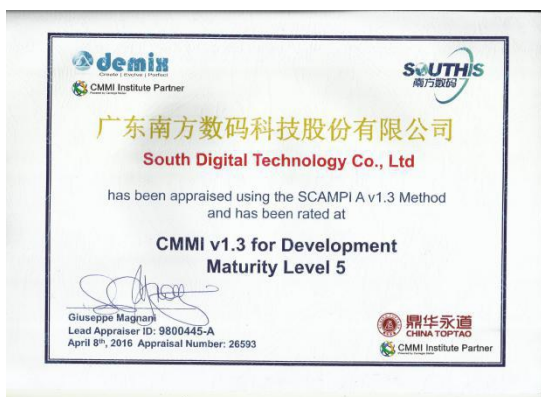 demix
Create | Evolve | Perfect
CMMI Institute Partner
SOUTHIS
南方数码
广东南方数码科技股份有限公司
South Digital Technology Co., Ltd
has been appraised using the SCAMPI A v1.3 Method
and has been rated at
CMMI v1.3 for Development
Maturity Level 5
Giuseppe Magnani
Lead Appraiser ID: 9800445-A
April 8th, 2016 Appraisal Number: 26593
鼎华永道
CHINA TOPTAO
CMMI Institute Partner